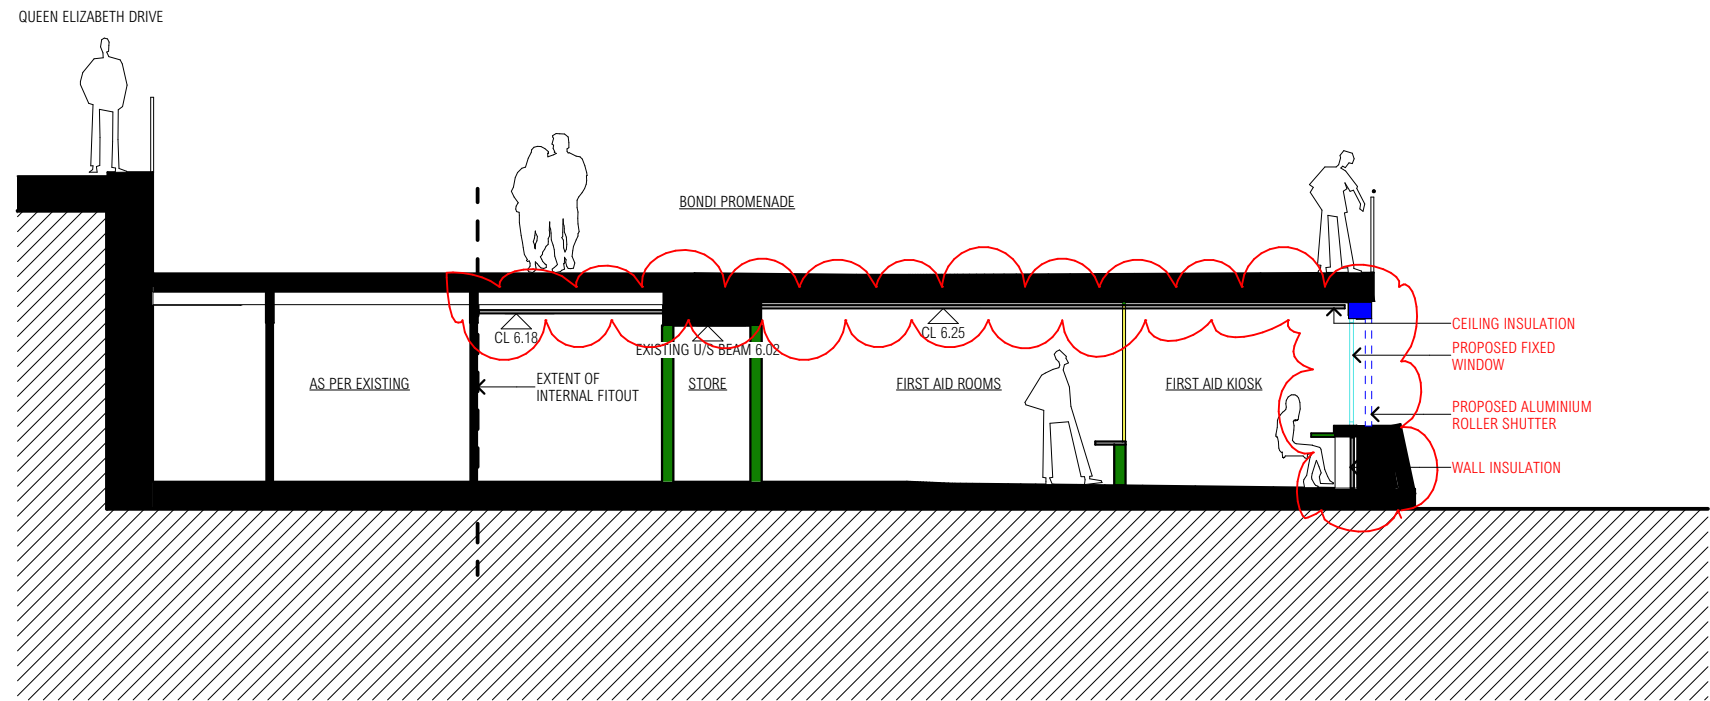 QUEEN ELIZABETH DRIVE
BONDI PROMENADE
CL 6.18
EXISTING U/S BEAM 6.02
CL 6.25
AS PER EXISTING
EXTENT OF
INTERNAL FITOUT
STORE
FIRST AID ROOMS
FIRST AID KIOSK
CEILING INSULATION
PROPOSED FIXED
WINDOW
PROPOSED ALUMINIUM
ROLLER SHUTTER
WALL INSULATION